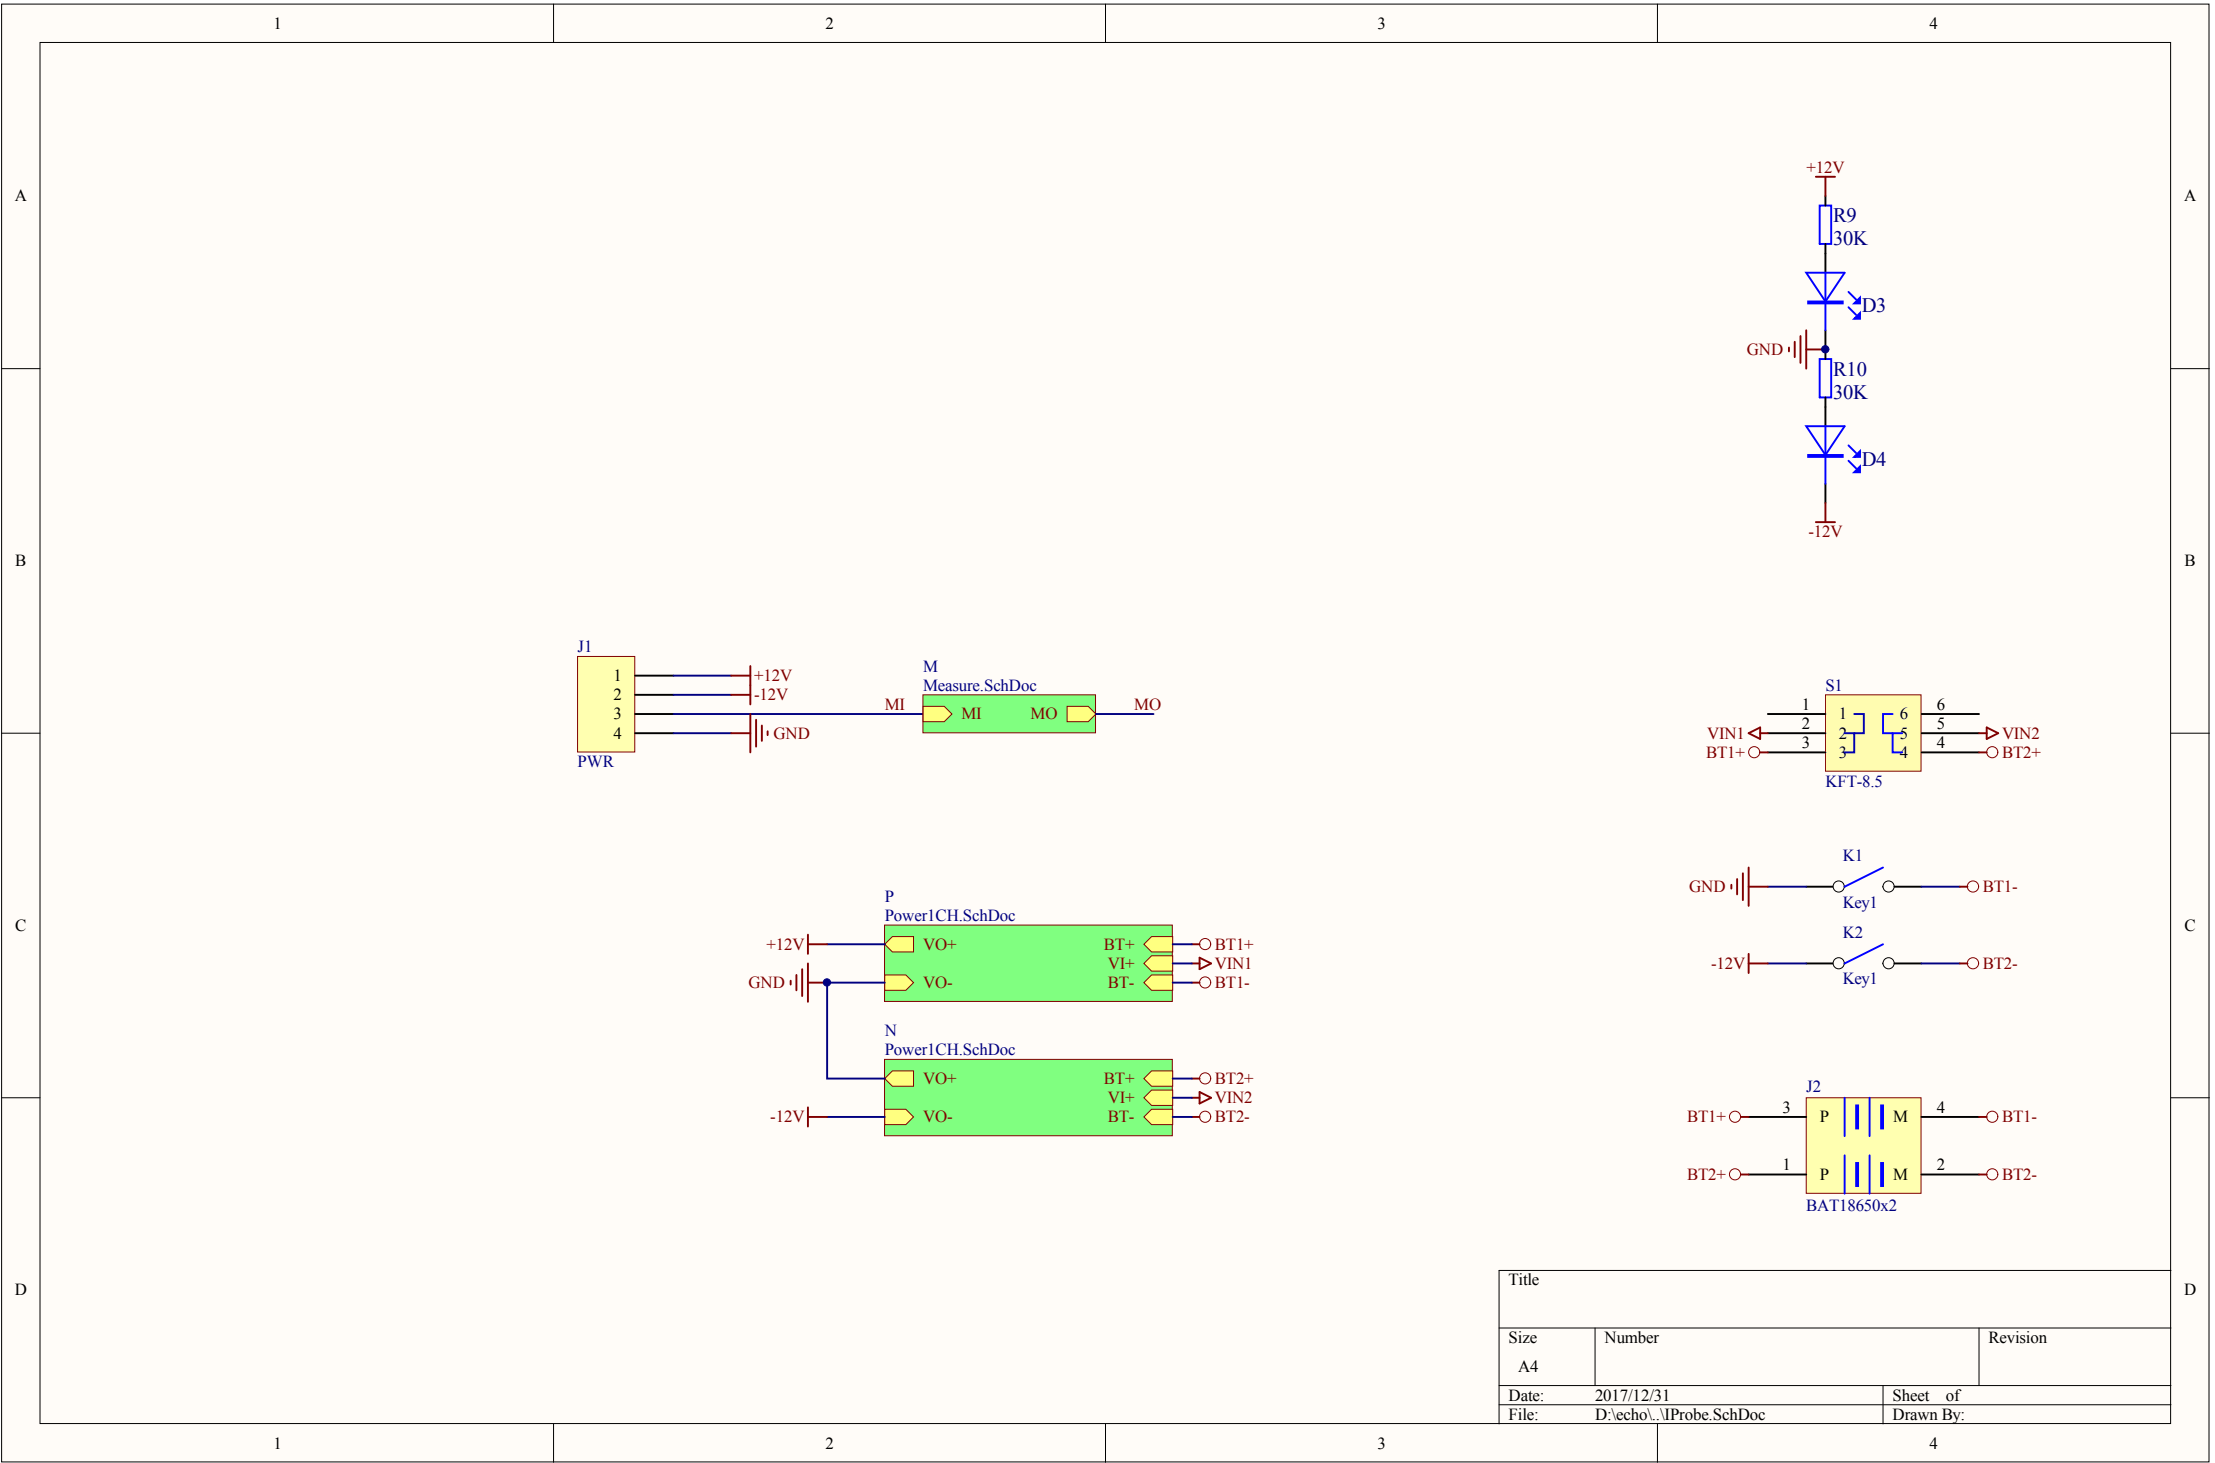 1 2 3 4
A A
+12V
R9
30K
D3
GND
R10
30K
D4
-12V
B B
J1
1 +12V
2 -12V
3
4 GND
PWR
M
Measure.SchDoc
MI MI MO MO
S1
1 1 6 6
VIN1 2 2 5 5 VIN2
BT1+ 3 3 4 4 BT2+
KFT-8.5
K1
GND BT1-
Key1
K2
-12V BT2-
Key1
C C
P
Power1CH.SchDoc
+12V VO+ BT+ BT1+
VI+ VIN1
GND VO- BT- BT1-
N
Power1CH.SchDoc
VO+ BT+ BT2+
VI+ VIN2
-12V VO- BT- BT2-
J2
BT1+ 3 P M 4 BT1-
BT2+ 1 P M 2 BT2-
BAT18650x2
D D
Title
Size Number Revision
A4
Date: 2017/12/31 Sheet of
File: D:\echo\..\IProbe.SchDoc Drawn By:
1 2 3 4